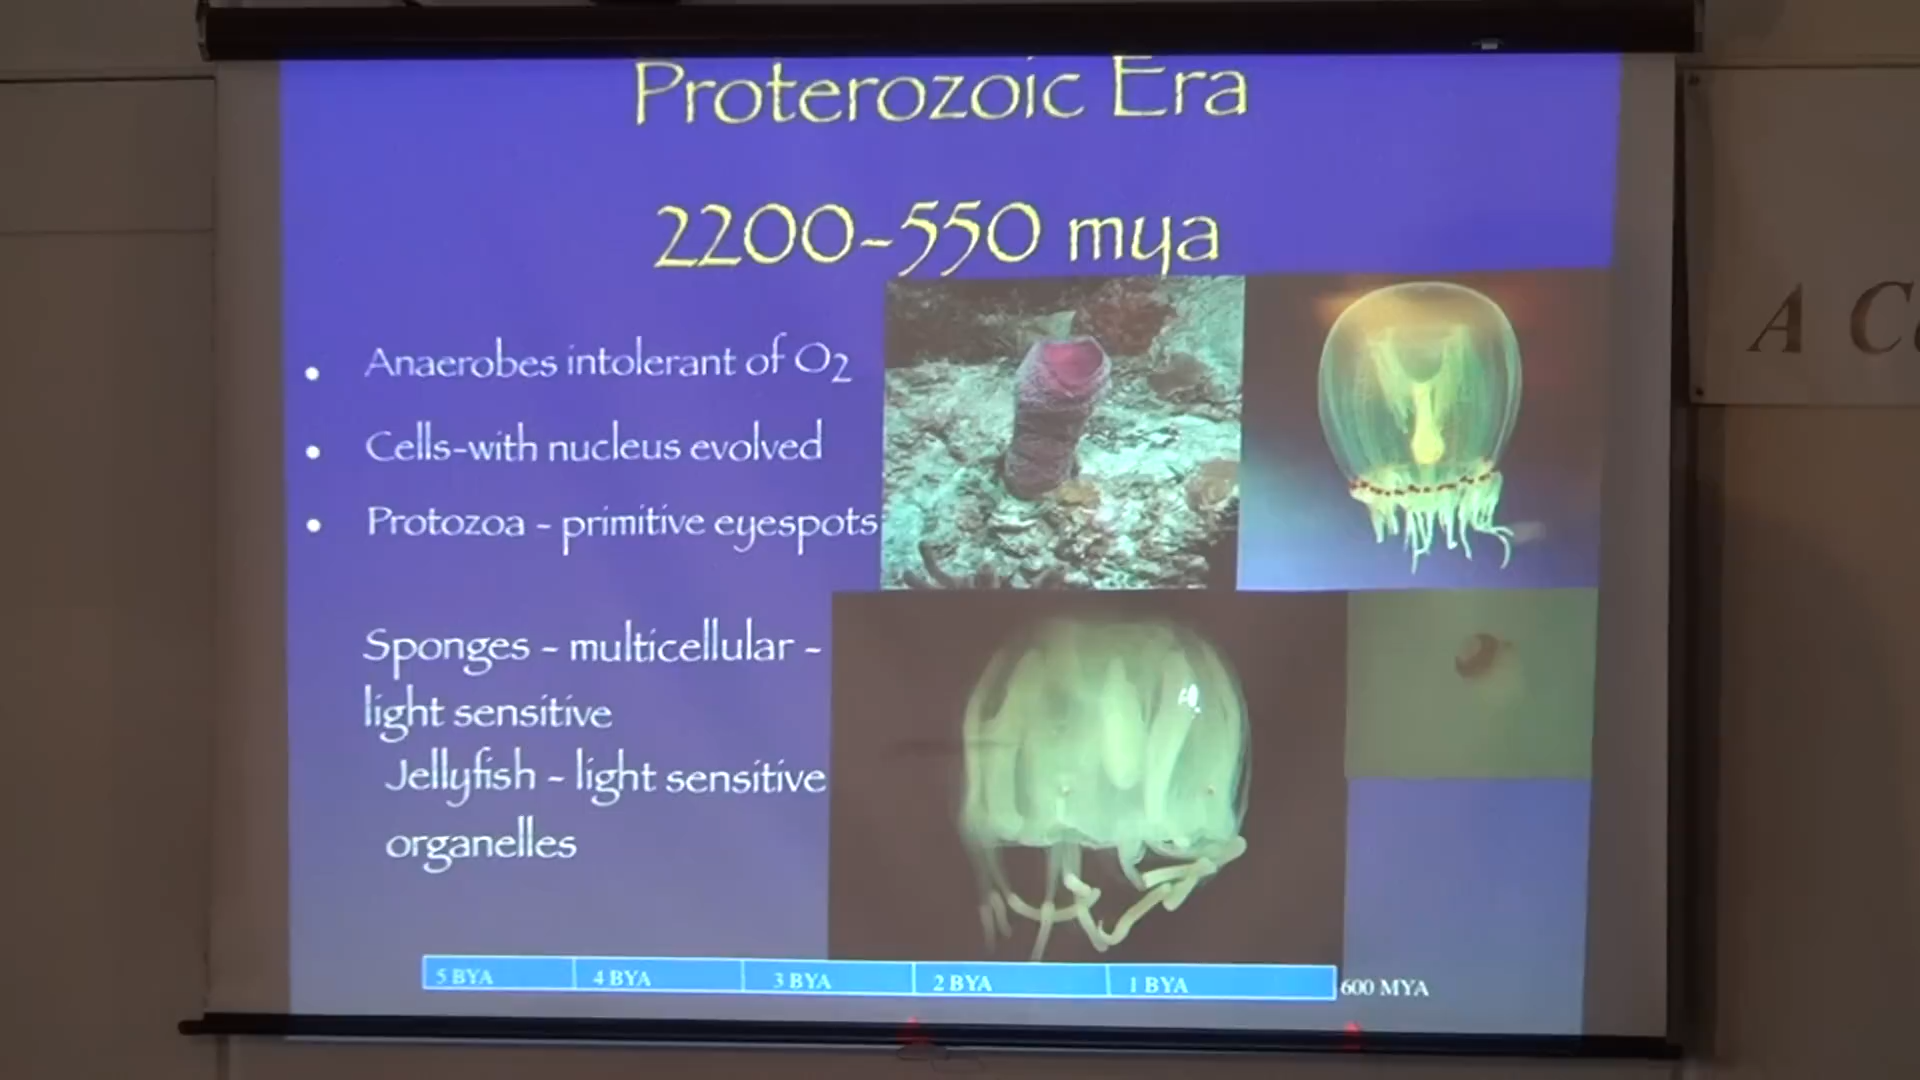 Proterozoic Era
2200-550 mya
• Anaerobes intolerant of O2
• Cells-with nucleus evolved
• Protozoa - primitive eyespots
Sponges - multicellular -
light sensitive
Jellyfish - light sensitive
organelles
5 BYA 4 BYA 3 BYA 2 BYA 1 BYA 600 MYA
A